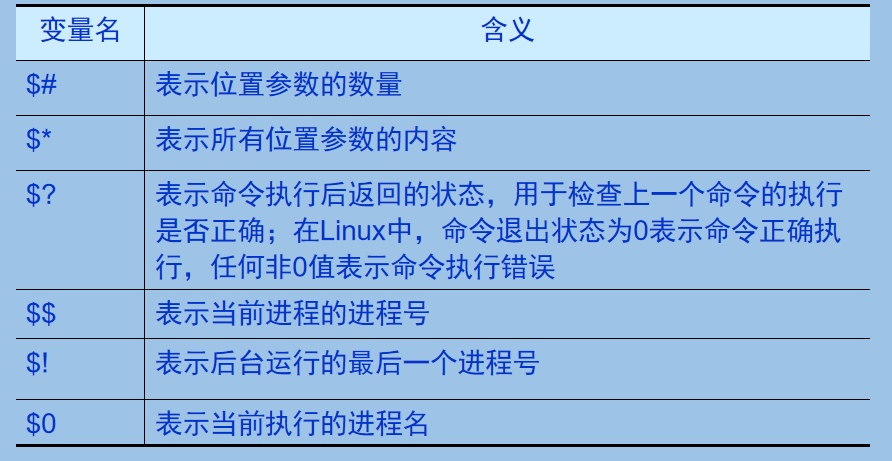 变量名 含义
$# 表示位置参数的数量
$* 表示所有位置参数的内容
$? 表示命令执行后返回的状态，用于检查上一个命令的执行
是否正确；在Linux中，命令退出状态为0表示命令正确执
行，任何非0值表示命令执行错误
$$ 表示当前进程的进程号
$! 表示后台运行的最后一个进程号
$0 表示当前执行的进程名